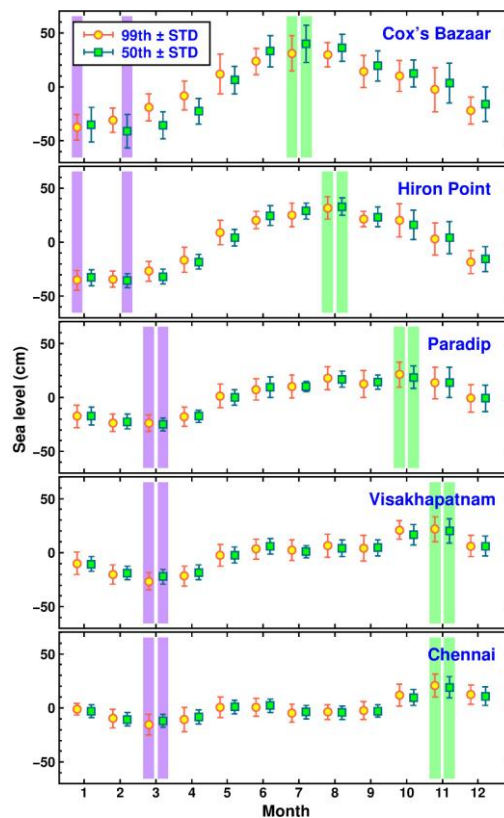 99th ± STD
50th ± STD
Cox's Bazaar
50
0
−50
Hiron Point
50
0
−50
Paradip
50
0
−50
Visakhapatnam
50
0
−50
Chennai
50
0
−50
Sea level (cm)
1 2 3 4 5 6 7 8 9 10 11 12
Month